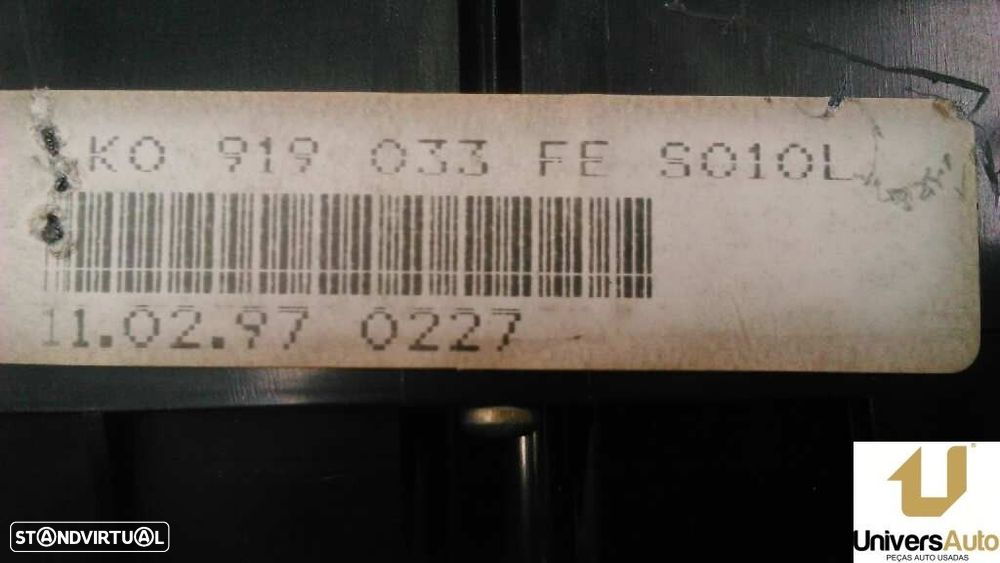 KO 919 033 FE S010L
11.02.97 0227
STANDVIRTUAL
UniversAuto
PEÇAS AUTO USADAS